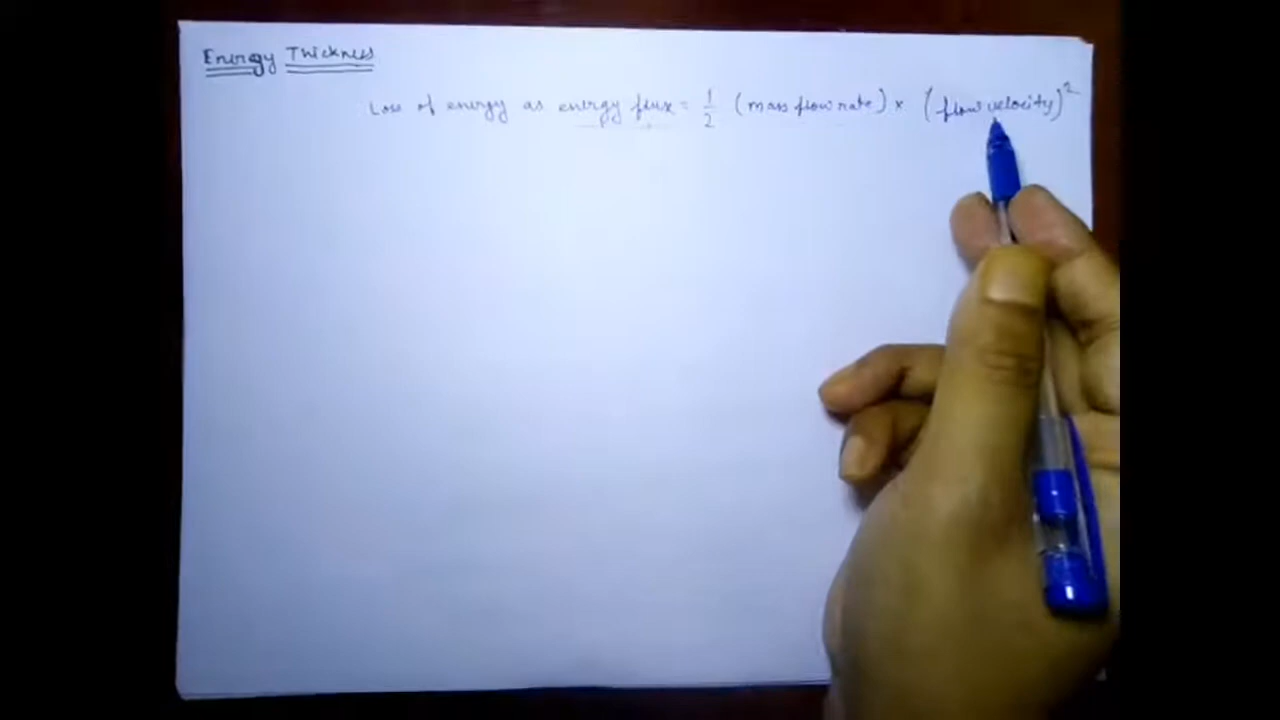 Energy Thickness
Loss of energy as energy flux = 1/2 (mass flow rate) × (flow velocity)²